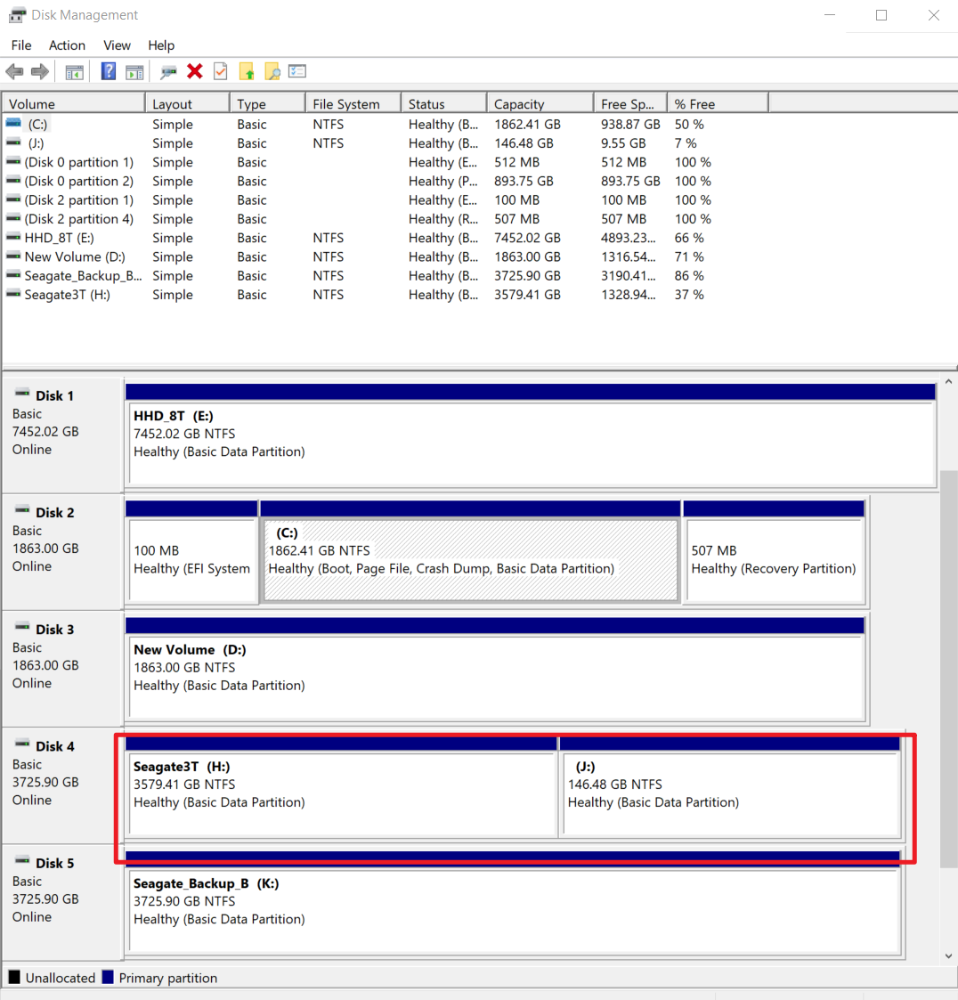 Disk Management
File Action View Help
Volume Layout Type File System Status Capacity Free Sp... % Free
(C:) Simple Basic NTFS Healthy (B... 1862.41 GB 938.87 GB 50 %
(J:) Simple Basic NTFS Healthy (B... 146.48 GB 9.55 GB 7 %
(Disk 0 partition 1) Simple Basic Healthy (E... 512 MB 512 MB 100 %
(Disk 0 partition 2) Simple Basic Healthy (P... 893.75 GB 893.75 GB 100 %
(Disk 2 partition 1) Simple Basic Healthy (E... 100 MB 100 MB 100 %
(Disk 2 partition 4) Simple Basic Healthy (R... 507 MB 507 MB 100 %
HHD_8T (E:) Simple Basic NTFS Healthy (B... 7452.02 GB 4893.23... 66 %
New Volume (D:) Simple Basic NTFS Healthy (B... 1863.00 GB 1316.54... 71 %
Seagate_Backup_B... Simple Basic NTFS Healthy (B... 3725.90 GB 3190.41... 86 %
Seagate3T (H:) Simple Basic NTFS Healthy (B... 3579.41 GB 1328.94... 37 %
Disk 1
Basic
7452.02 GB
Online
HHD_8T (E:)
7452.02 GB NTFS
Healthy (Basic Data Partition)
Disk 2
Basic
1863.00 GB
Online
100 MB
Healthy (EFI System
(C:)
1862.41 GB NTFS
Healthy (Boot, Page File, Crash Dump, Basic Data Partition)
507 MB
Healthy (Recovery Partition)
Disk 3
Basic
1863.00 GB
Online
New Volume (D:)
1863.00 GB NTFS
Healthy (Basic Data Partition)
Disk 4
Basic
3725.90 GB
Online
Seagate3T (H:)
3579.41 GB NTFS
Healthy (Basic Data Partition)
(J:)
146.48 GB NTFS
Healthy (Basic Data Partition)
Disk 5
Basic
3725.90 GB
Online
Seagate_Backup_B (K:)
3725.90 GB NTFS
Healthy (Basic Data Partition)
Unallocated Primary partition